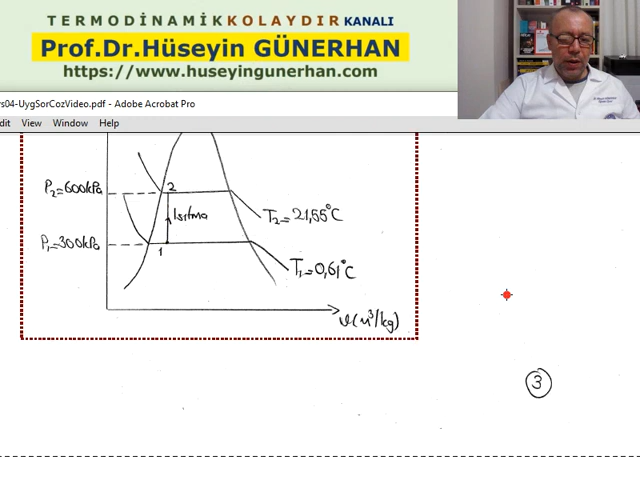 TERMODİNAMİKKOLAYDIR KANALI
Prof.Dr.Hüseyin GÜNERHAN
https://www.huseyingunerhan.com
rs04-UygSorCozVideo.pdf - Adobe Acrobat Pro
dit View Window Help
P₂=600kPa
2
Isıtma
T₂=21,55°C
P₁=300kPa
1
T₁=0,61°C
ϑ(m³/kg)
3